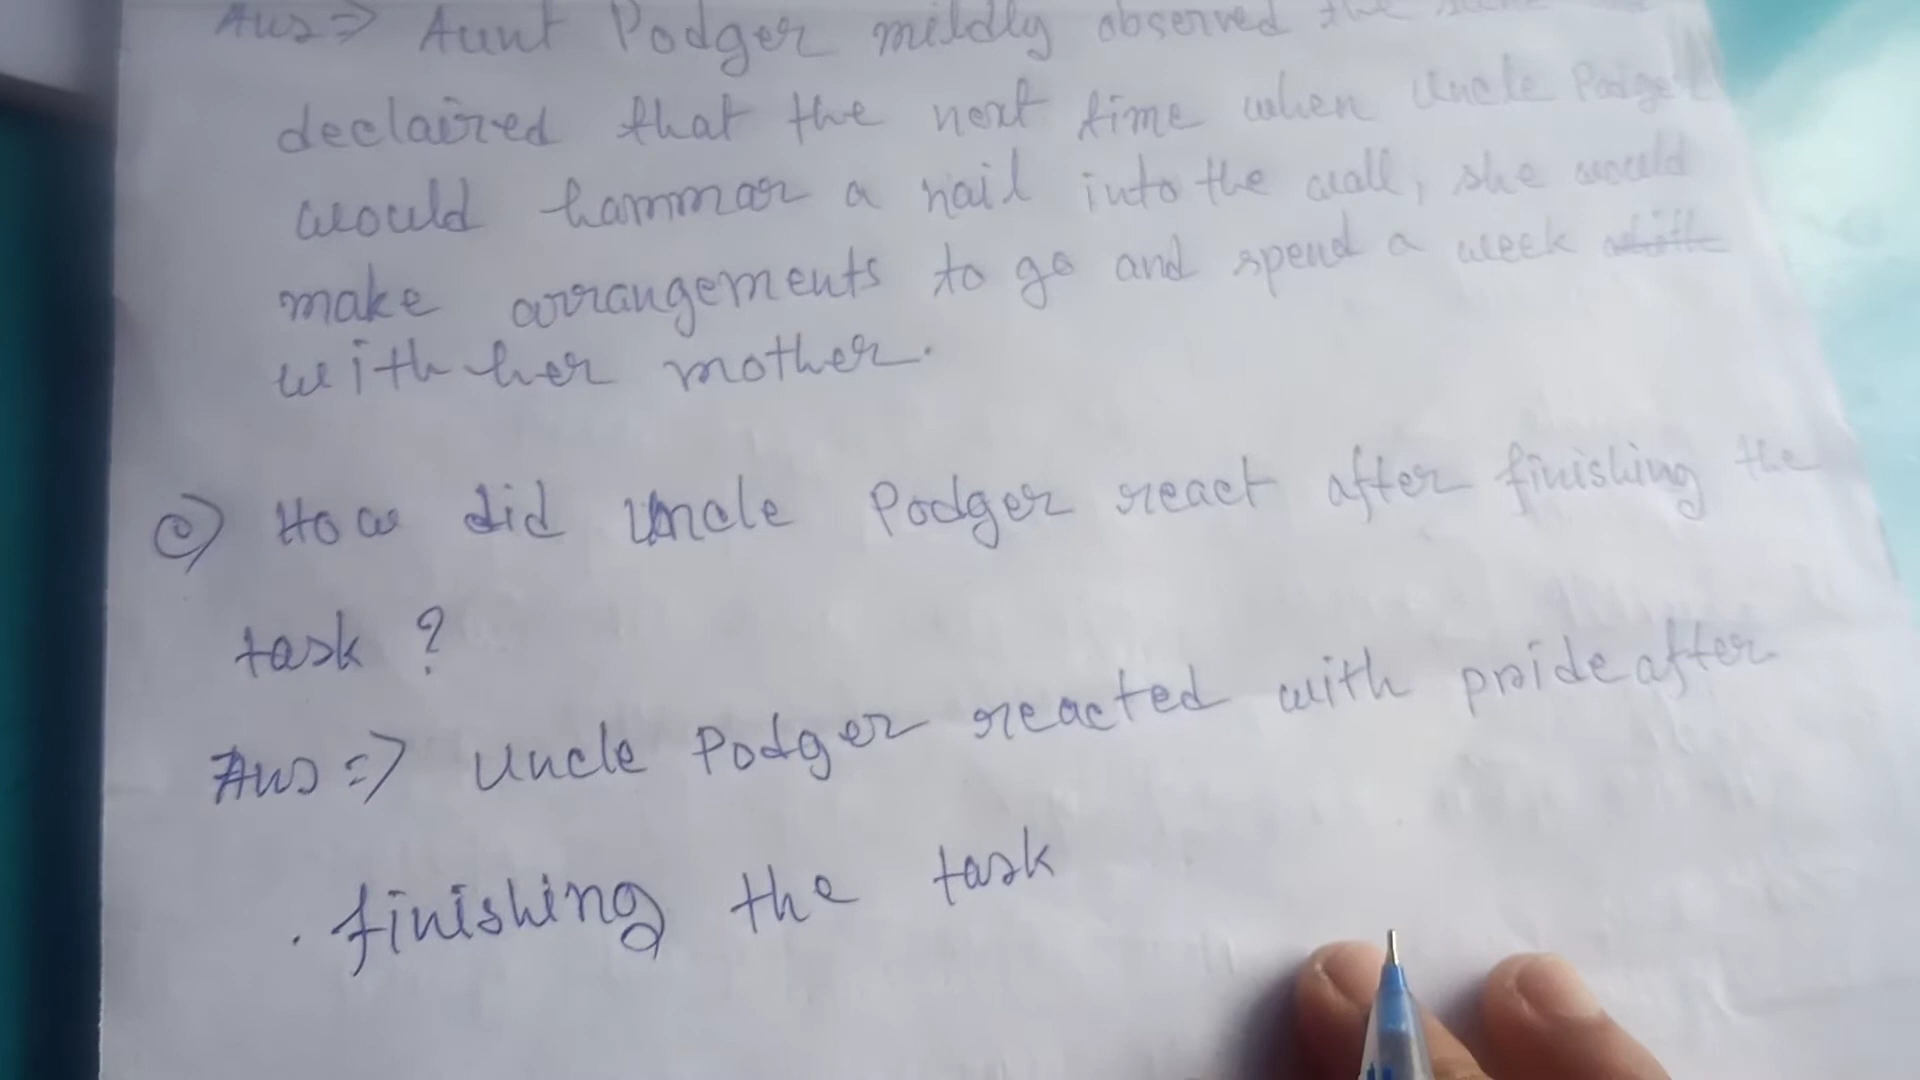 Ans => Aunt Podger mildly observed the
declaired that the next time when Uncle Podger
would hammar a nail into the wall, she would
make arrangements to go and spend a week
with her mother.
e) How did Uncle Podger react after finishing the
task ?
Ans => Uncle Podger reacted with pride after
finishing the task